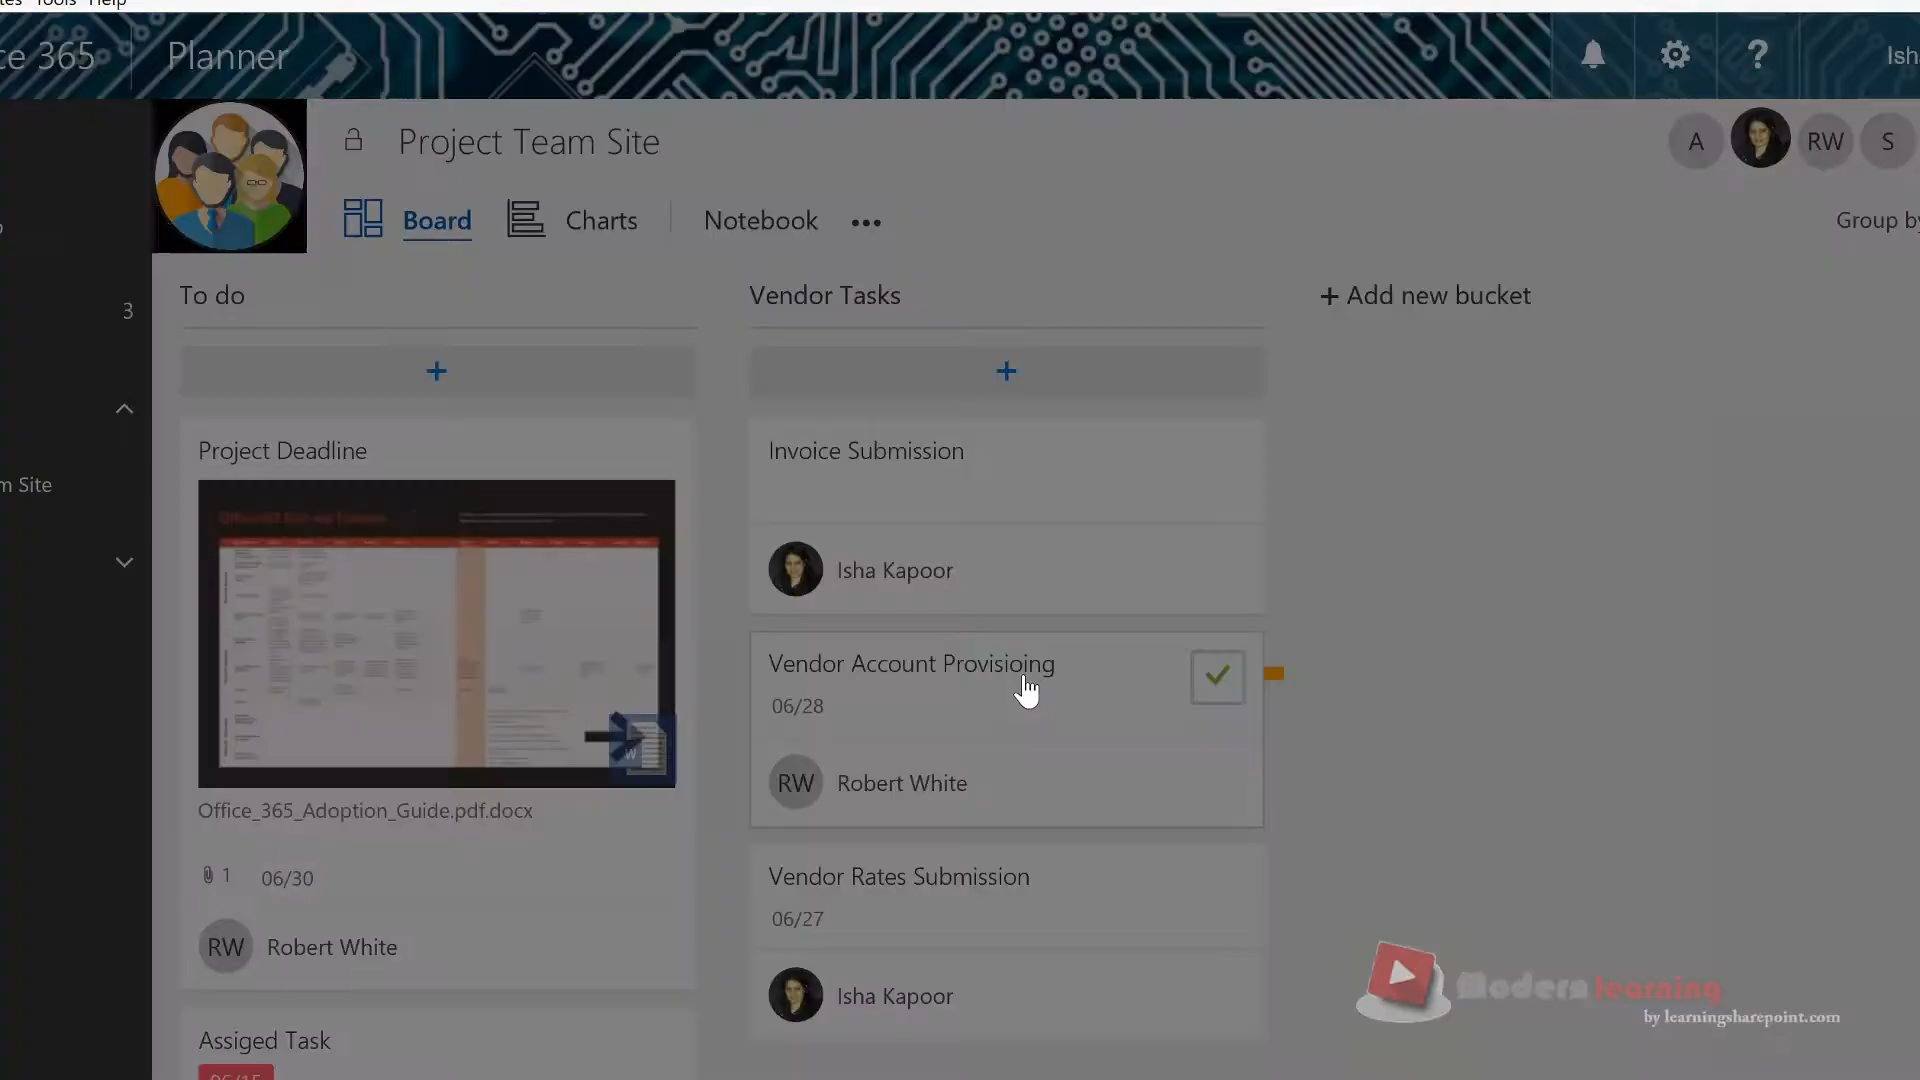 Tools Help
ce 365
Planner
Ish
Project Team Site
A
RW
S
Board
Charts
Notebook
•••
Group by
3
m Site
To do
Vendor Tasks
+ Add new bucket
+
+
Project Deadline
W
Office_365_Adoption_Guide.pdf.docx
1
06/30
RW
Robert White
Assiged Task
06/15
Invoice Submission
Isha Kapoor
Vendor Account Provisioing
06/28
RW
Robert White
Vendor Rates Submission
06/27
Isha Kapoor
Modern learning
by learningsharepoint.com